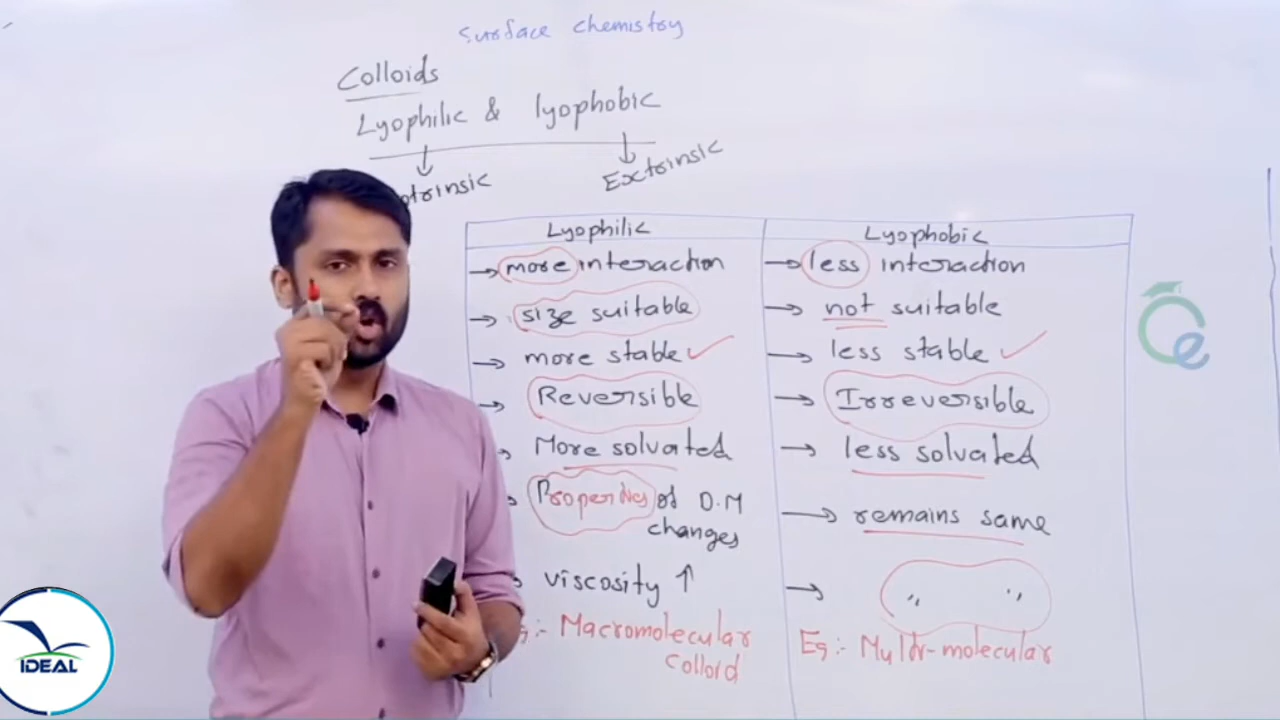 Surface chemistry
Colloids
Lyophilic & lyophobic
Extrinsic
Lyophilic
Lyophobic
→ more interaction
→ less interaction
→ size suitable
→ not suitable
→ more stable ✓
→ less stable ✓
→ Reversible
→ Irreversible
More solvated
→ less solvated
Properties of D.M
changes
→ remains same
viscosity ↑
→ " "
Macromolecular
colloid
Eg:- Multi-molecular
IDEAL
e